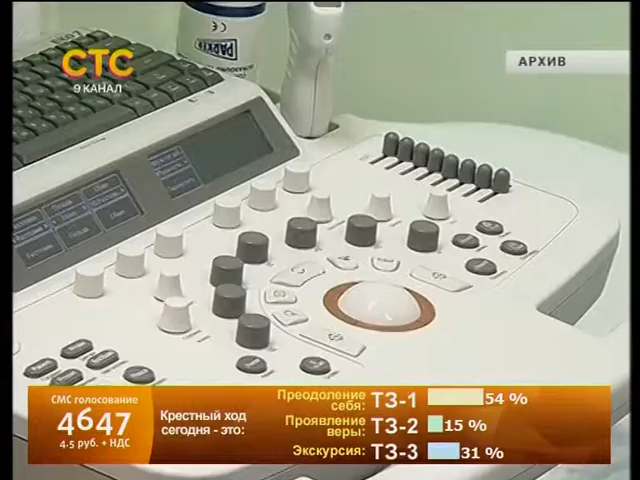 СТС
9 КАНАЛ
АРХИВ
PARKER
СМС голосование
4647
4.5 руб. + НДС
Крестный ход
сегодня - это:
Преодоление
себя:
ТЗ-1
54 %
Проявление
веры:
ТЗ-2
15 %
Экскурсия:
ТЗ-3
31 %